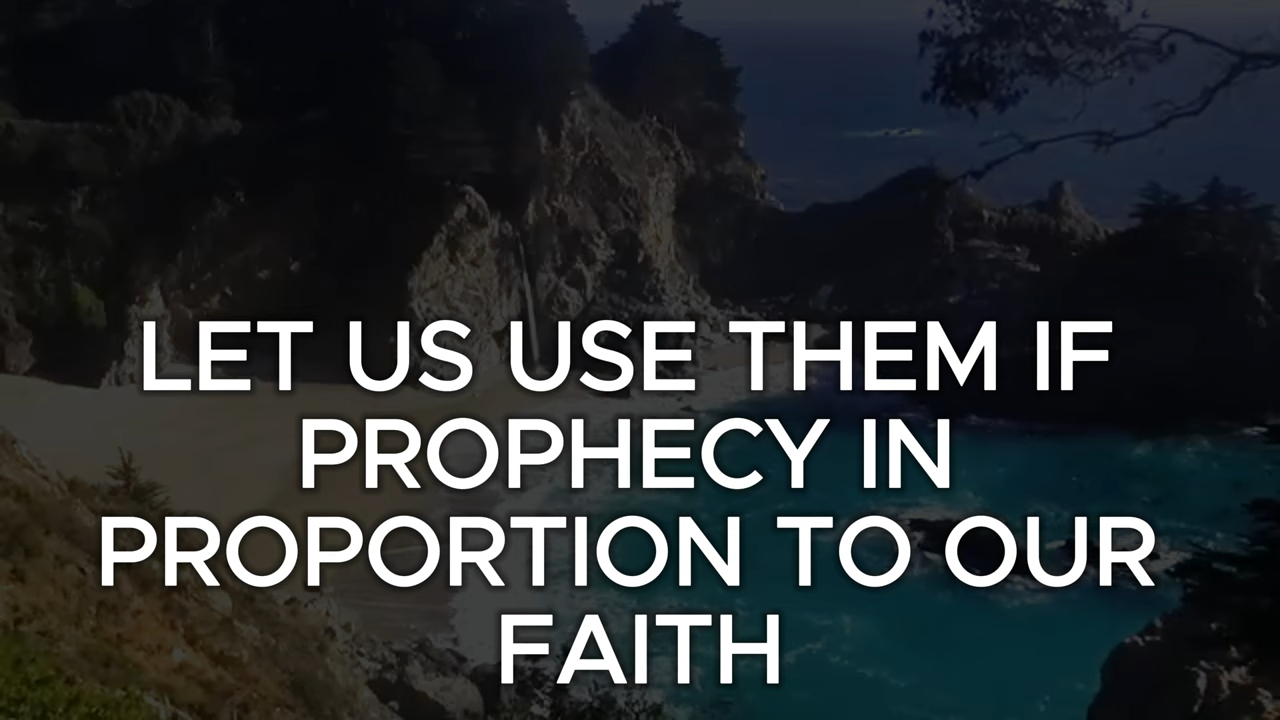 LET US USE THEM IF
PROPHECY IN
PROPORTION TO OUR
FAITH